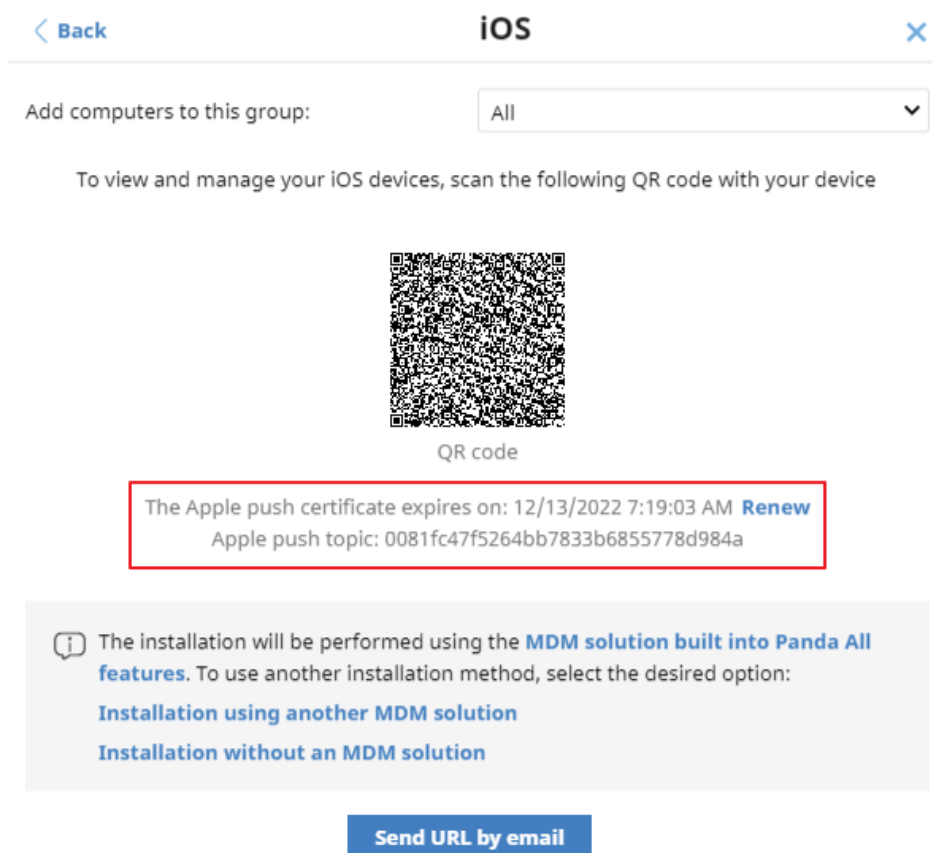 Back
iOS
Add computers to this group:
All
To view and manage your iOS devices, scan the following QR code with your device
QR code
The Apple push certificate expires on: 12/13/2022 7:19:03 AM Renew
Apple push topic: 0081fc47f5264bb7833b6855778d984a
The installation will be performed using the MDM solution built into Panda All
features. To use another installation method, select the desired option:
Installation using another MDM solution
Installation without an MDM solution
Send URL by email